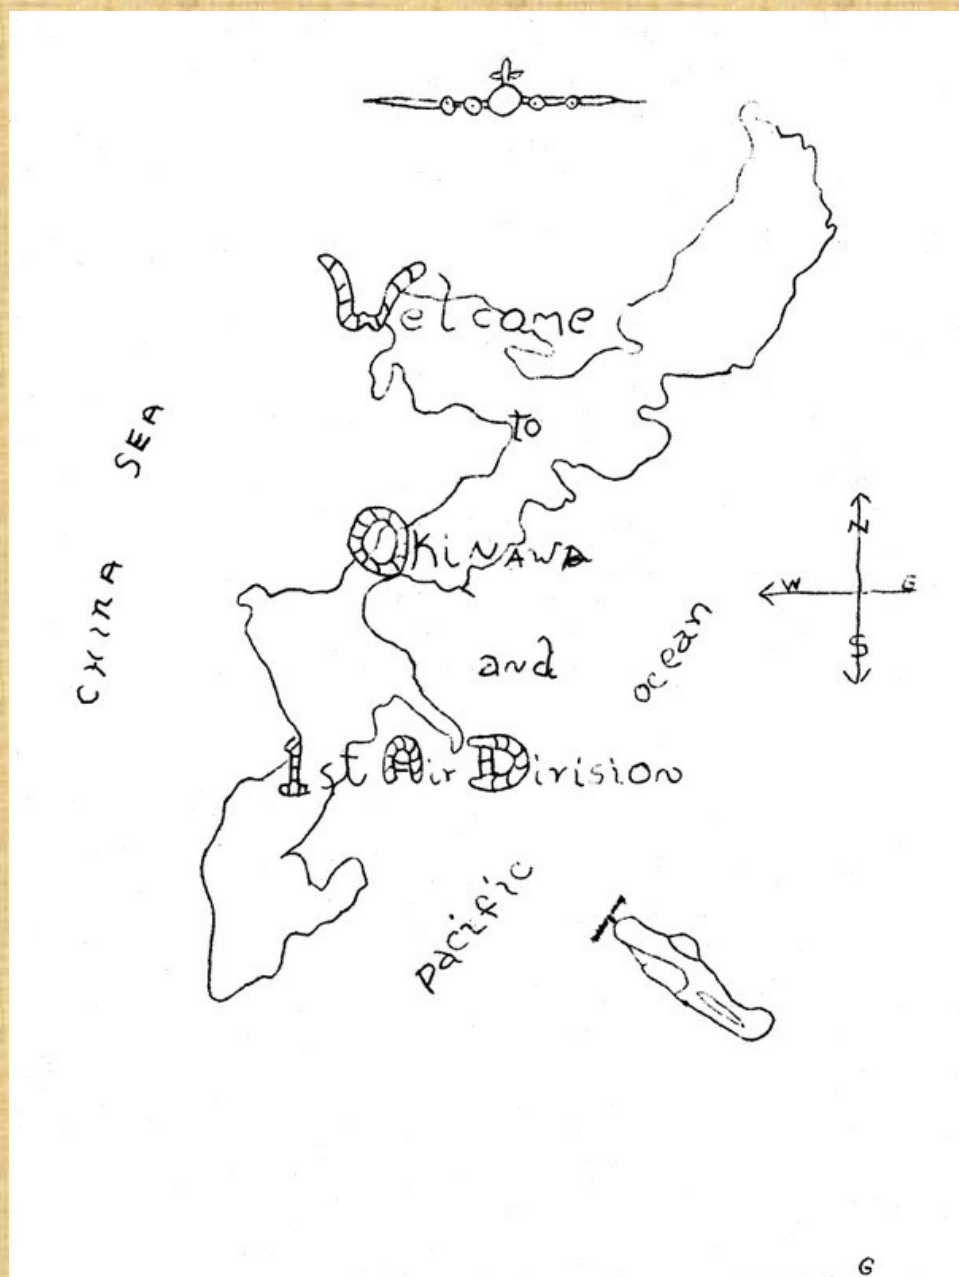 Welcome
to
OKiNAWA
and
1st Air Division
CHINA SEA
Pacific ocean
N
W E
S
G